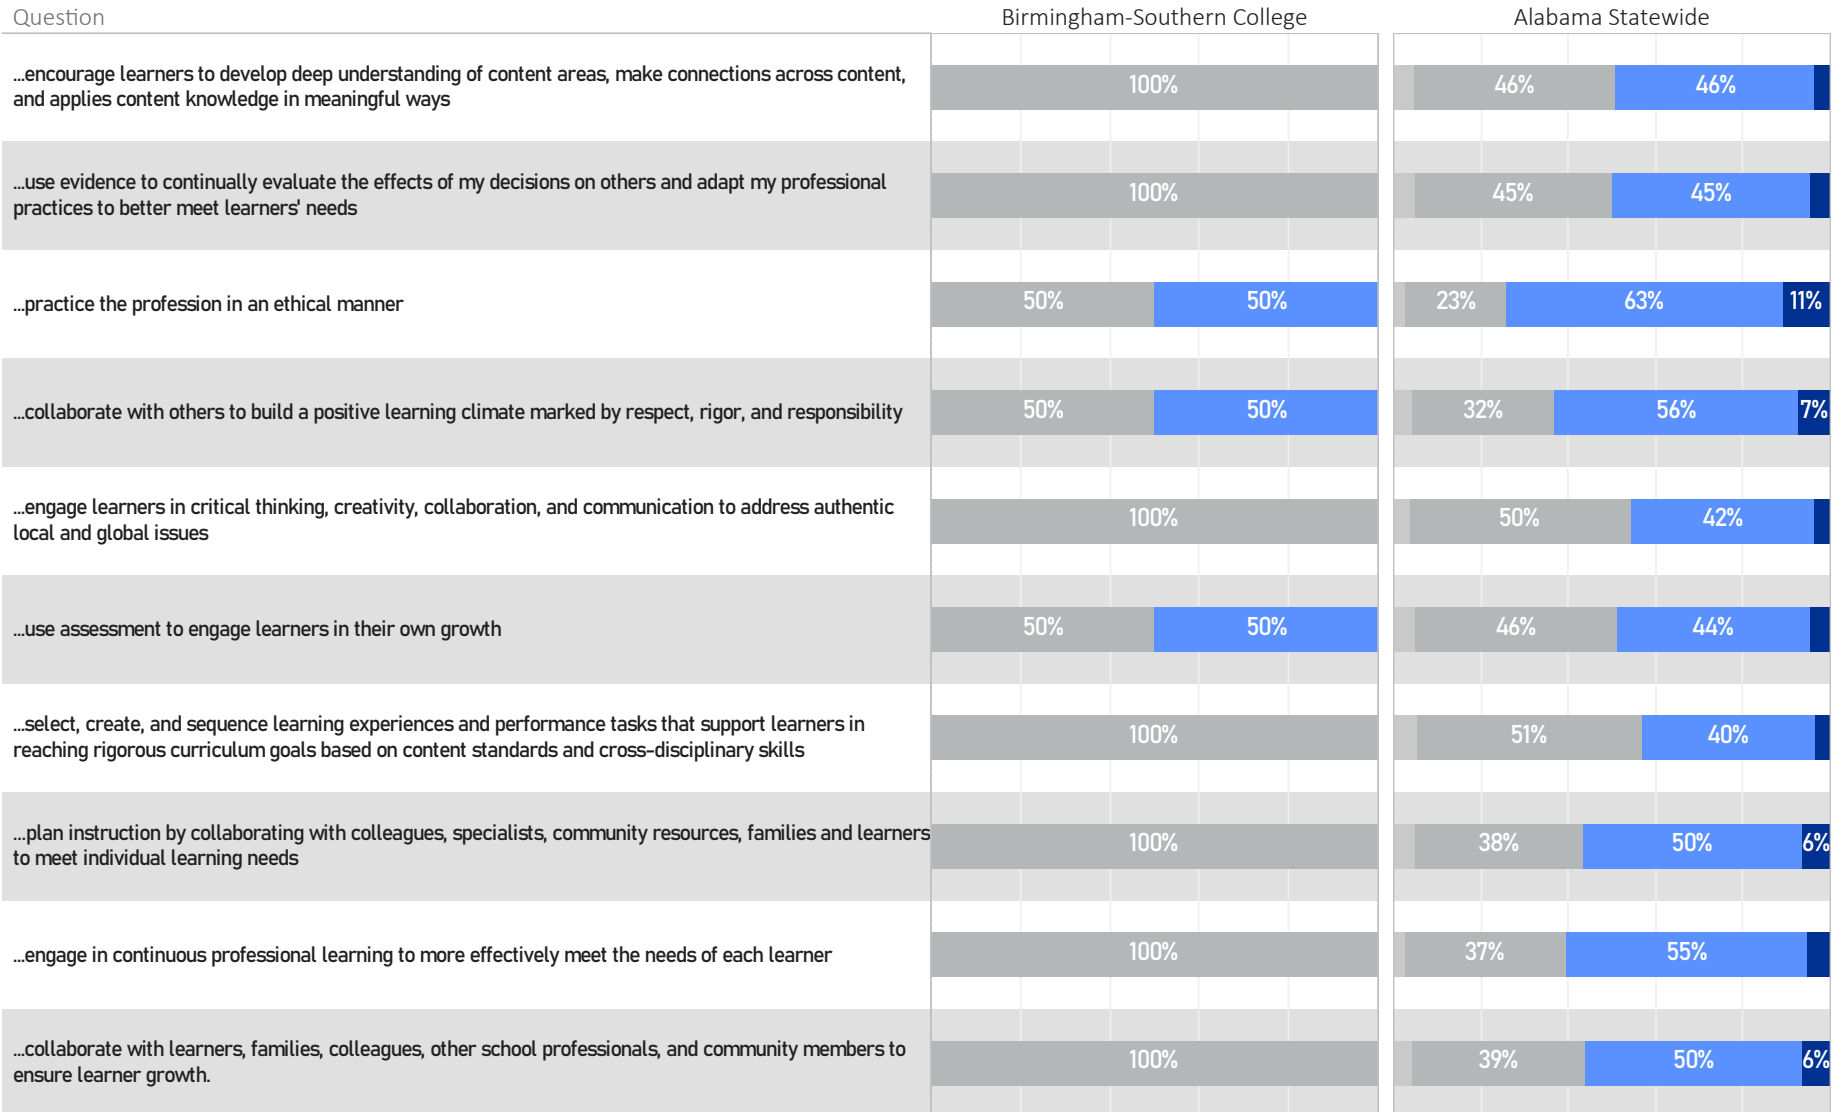 Question Birmingham-Southern College Alabama Statewide
...encourage learners to develop deep understanding of content areas, make connections across content,
and applies content knowledge in meaningful ways
100% 46% 46%
...use evidence to continually evaluate the effects of my decisions on others and adapt my professional
practices to better meet learners' needs
100% 45% 45%
...practice the profession in an ethical manner
50% 50% 23% 63% 11%
...collaborate with others to build a positive learning climate marked by respect, rigor, and responsibility
50% 50% 32% 56% 7%
...engage learners in critical thinking, creativity, collaboration, and communication to address authentic
local and global issues
100% 50% 42%
...use assessment to engage learners in their own growth
50% 50% 46% 44%
...select, create, and sequence learning experiences and performance tasks that support learners in
reaching rigorous curriculum goals based on content standards and cross-disciplinary skills
100% 51% 40%
...plan instruction by collaborating with colleagues, specialists, community resources, families and learners
to meet individual learning needs
100% 38% 50% 6%
...engage in continuous professional learning to more effectively meet the needs of each learner
100% 37% 55%
...collaborate with learners, families, colleagues, other school professionals, and community members to
ensure learner growth.
100% 39% 50% 6%